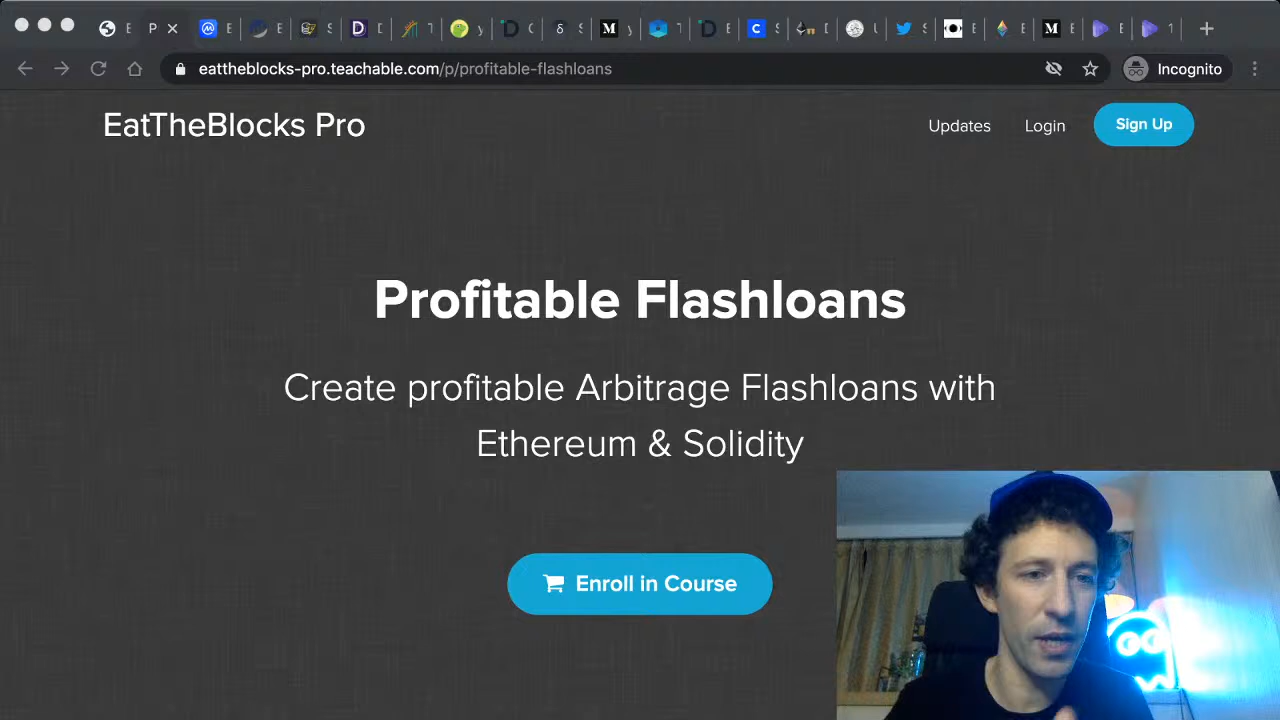 E
P
E
E
S
D
T
y
C
S
y
T
E
S
[
U
S
E
E
E
E
1
eattheblocks-pro.teachable.com/p/profitable-flashloans
Incognito
EatTheBlocks Pro
Updates
Login
Sign Up
Profitable Flashloans
Create profitable Arbitrage Flashloans with
Ethereum & Solidity
Enroll in Course